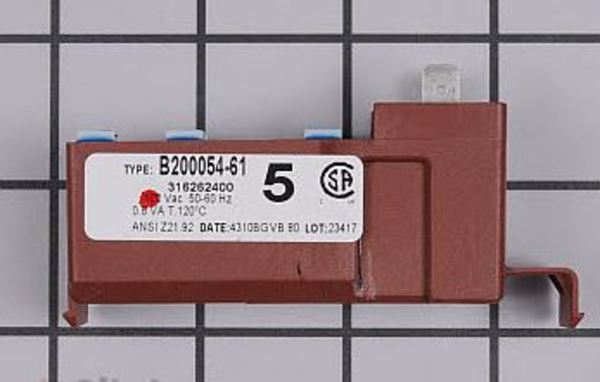 TYPE: B200054-61
316262400
5
Vac. 50-60 Hz
0.8 VA T.120°C
ANSI Z21.92 DATE:4310BGVB 80 LOT:23417